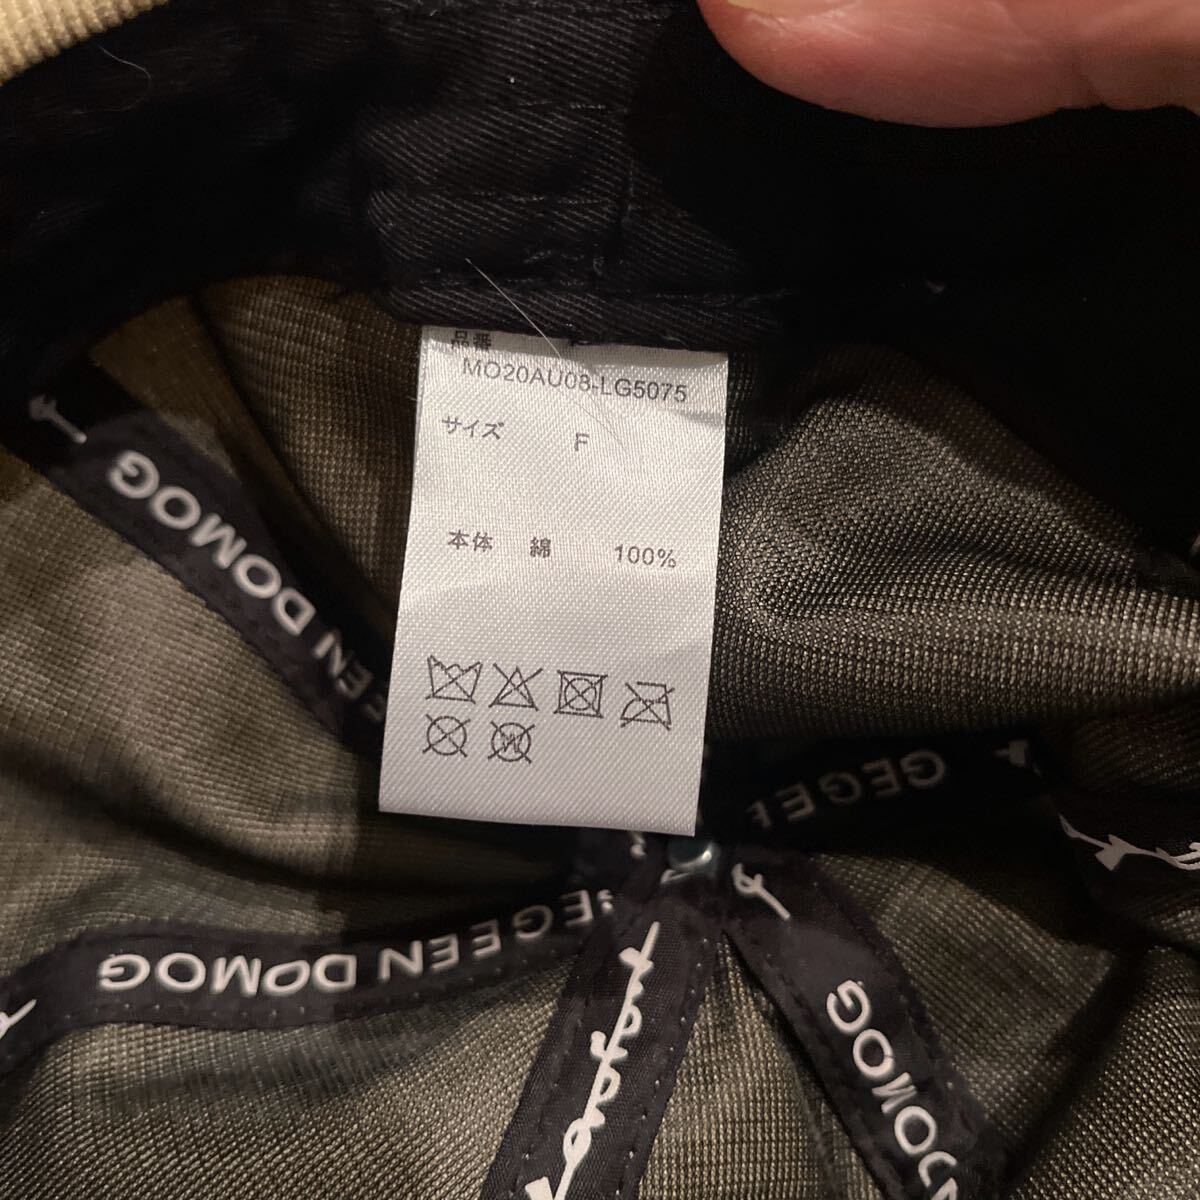 品番
MO20AU08-LG5075
サイズ F
本体 綿 100%
W
GEGEEN DOMOG
GEGEEN DOMOG
DOMOG